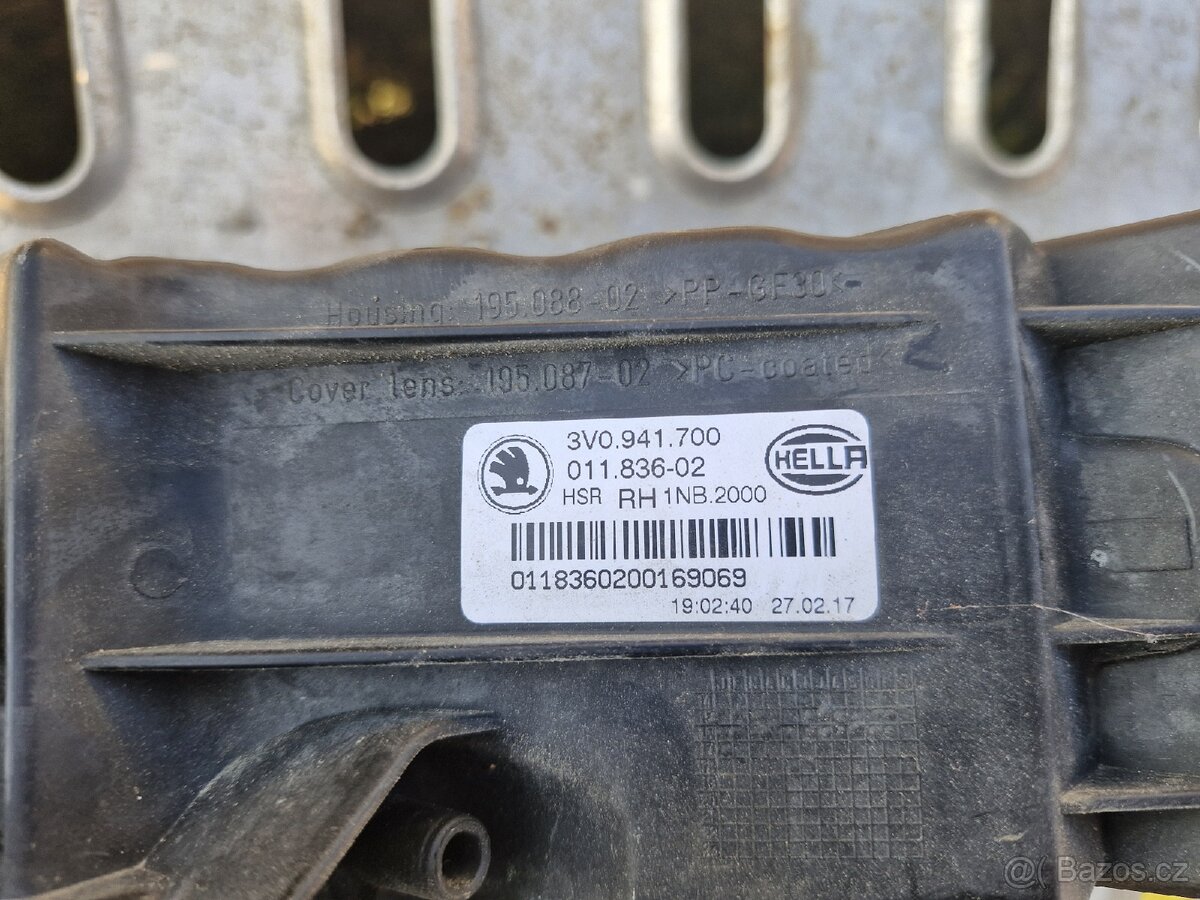 Housing: 195.088-02 >PP-GF30<
Cover lens: 195.087-02 >PC-coated<
3V0.941.700
011.836-02
HSR RH 1NB.2000
HELLA
0118360200169069
19:02:40 27.02.17
@ Bazos.cz